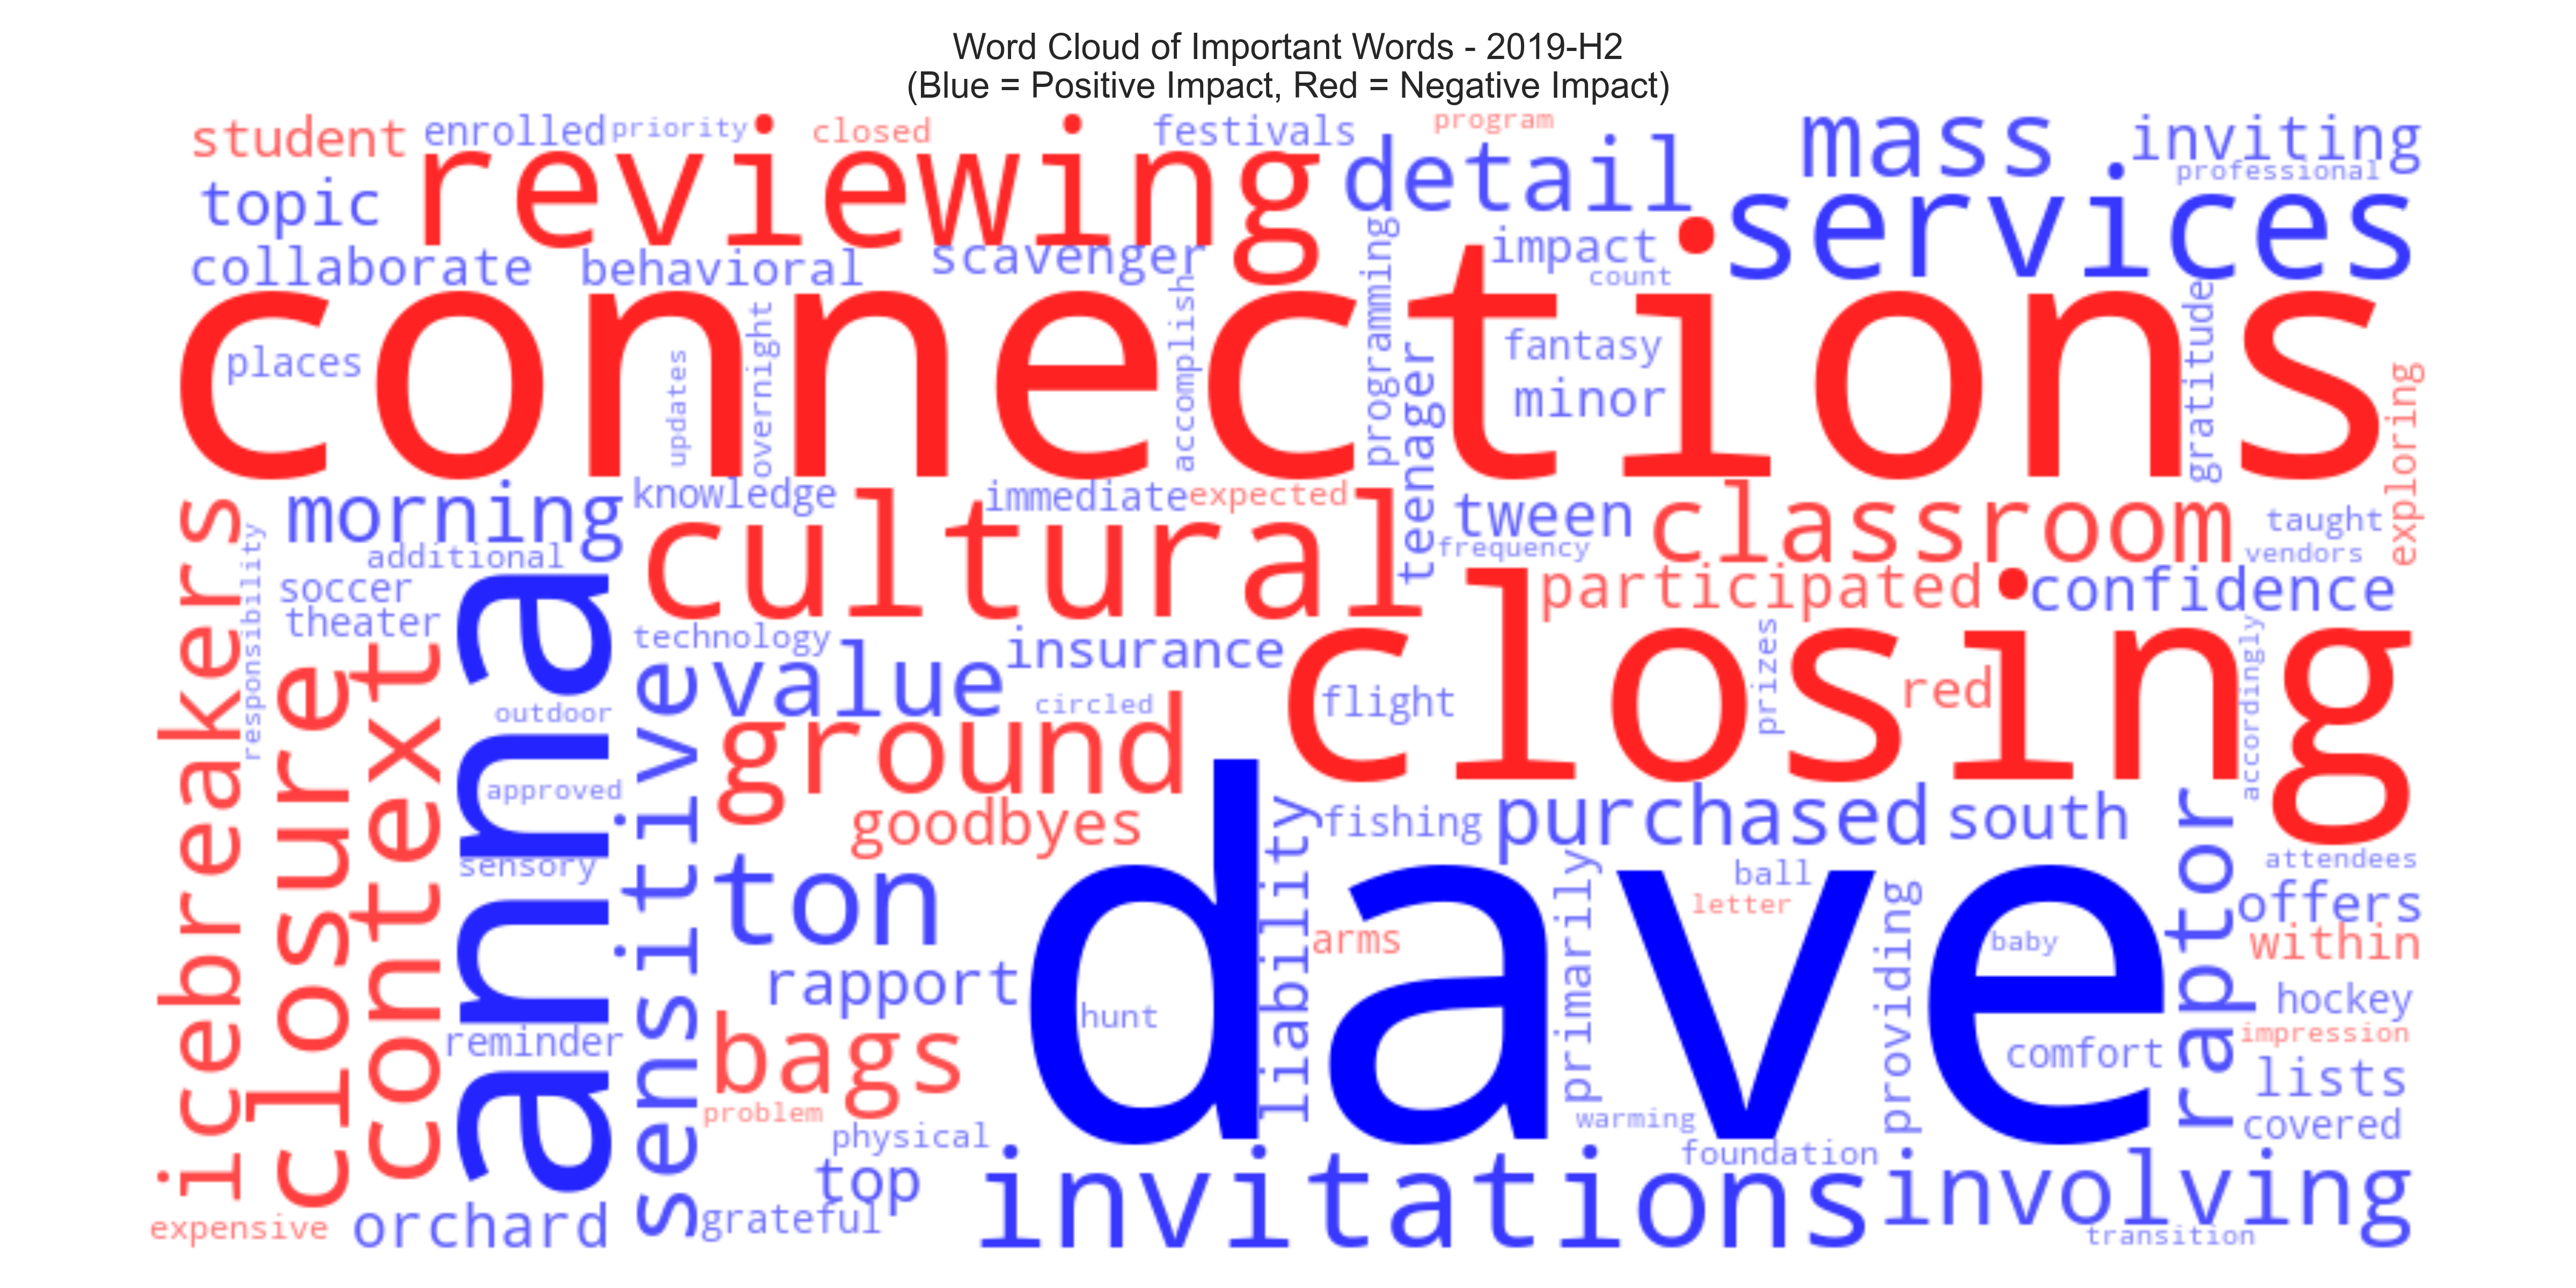 Word Cloud of Important Words - 2019-H2
(Blue = Positive Impact, Red = Negative Impact)
student
enrolled
priority
closed
festivals
program
mass
inviting
professional
topic
reviewing
detail
services
collaborate
behavioral
scavenger
programming
impact
count
connections
places
updates
overnight
accomplish
teenager
fantasy
minor
gratitude
exploring
icebreakers
responsibility
morning
knowledge
immediate
expected
tween
frequency
classroom
taught
vendors
additional
soccer
theater
cultural
participated
confidence
closure
context
anna
technology
value
insurance
closing
flight
prizes
red
accordingly
outdoor
circled
sensitive
ground
approved
goodbyes
liability
fishing
purchased
south
raptor
attendees
sensory
ton
dave
arms
primarily
ball
letter
providing
baby
offers
within
rapport
hunt
hockey
reminder
bags
comfort
impression
lists
problem
physical
warming
covered
top
foundation
expensive
orchard
grateful
invitations
involving
transition